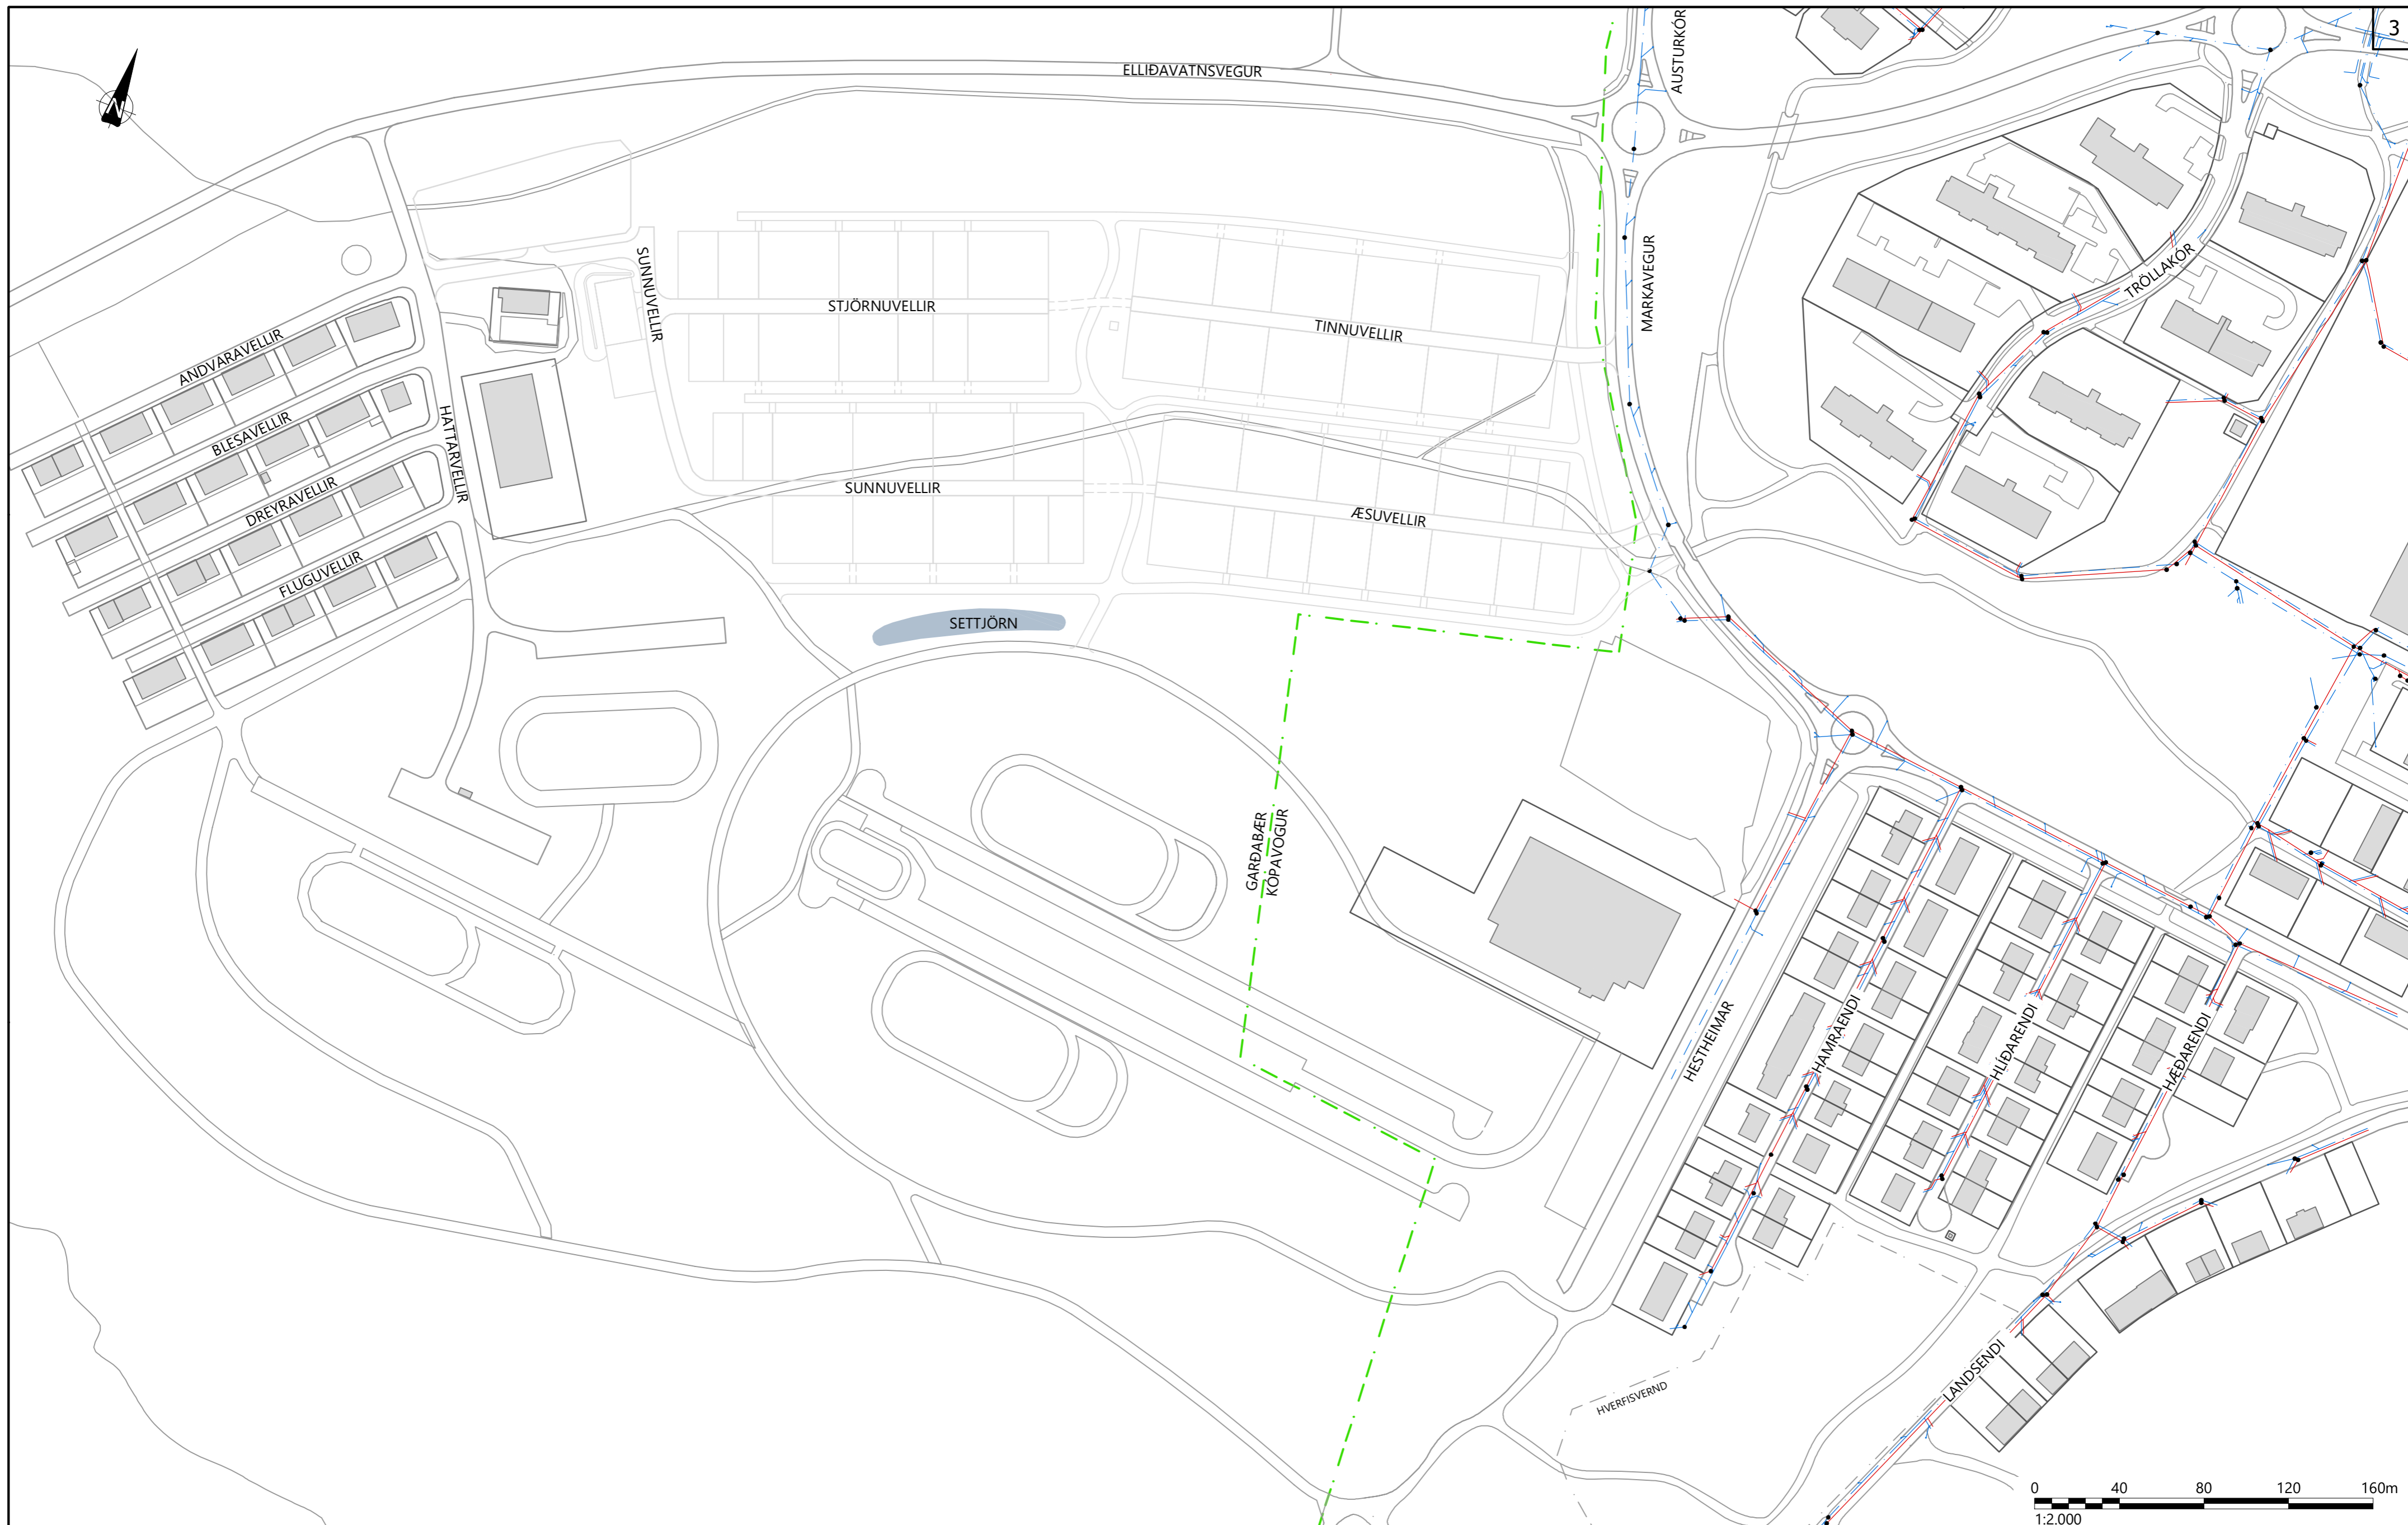 3
AUSTURKÓR
ELLIÐAVATNSVEGUR
N
SUNNUVELLIR
MARKAVEGUR
TRÖLLAKÓR
STJÖRNUVELLIR
TINNUVELLIR
ANDVARAVELLIR
BLESAVELLIR
HATTARVELLIR
DREYRAVELLIR
SUNNUVELLIR
ÆSUVELLIR
FLUGUVELLIR
SETTJÖRN
GARÐABÆR
KÓPAVOGUR
HESTHEIMAR
HAMRAENDI
HLÍÐARENDI
HÆÐARENDI
LANDSENDI
HVERFISVERND
0 40 80 120 160m
1:2.000